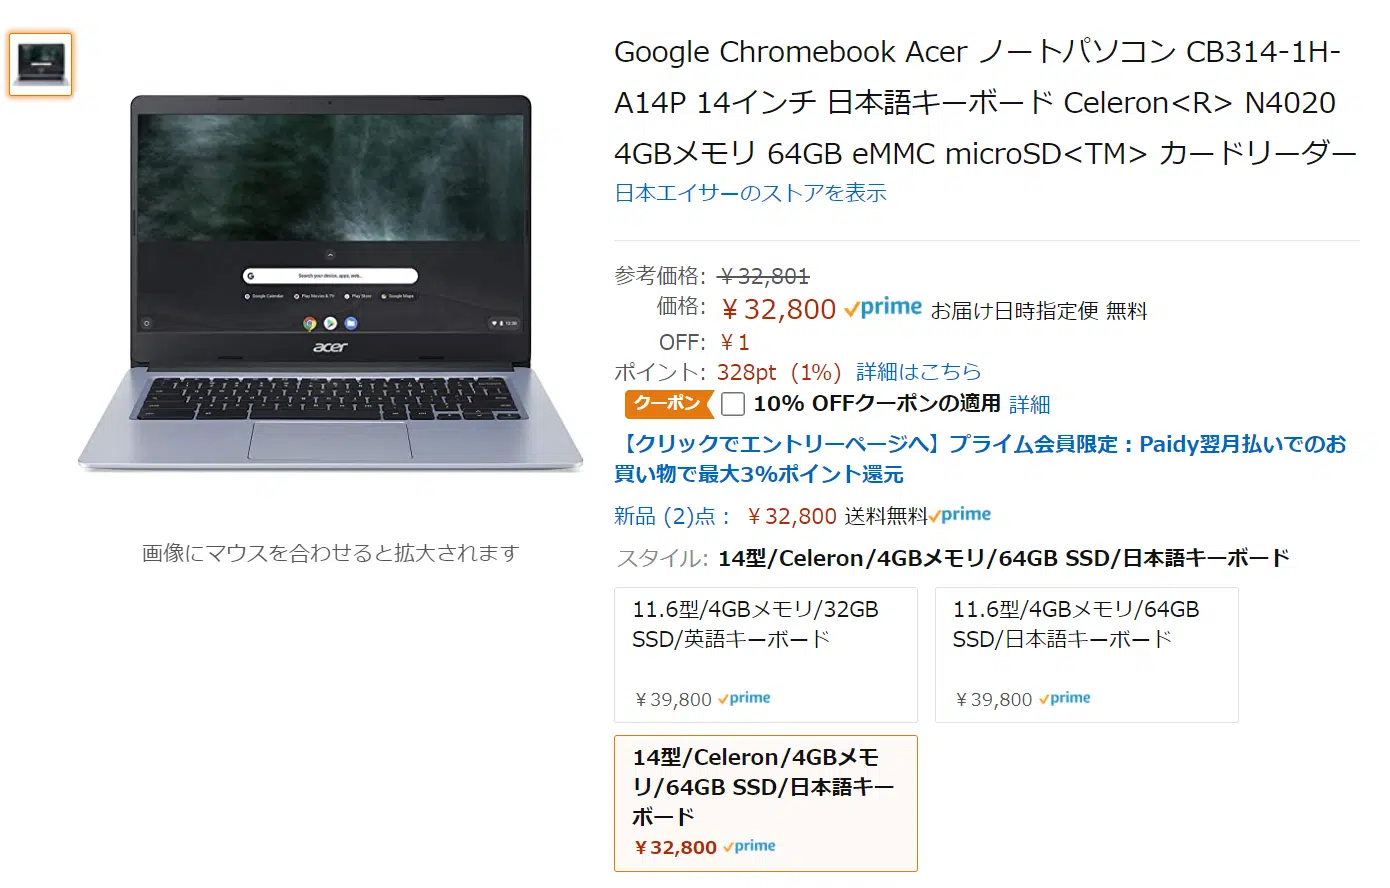 Google Chromebook Acer ノートパソコン CB314-1H-
A14P 14インチ 日本語キーボード Celeron<R> N4020
4GBメモリ 64GB eMMC microSD<TM> カードリーダー
日本エイサーのストアを表示
参考価格: ￥32,801
価格: ￥32,800 prime お届け日時指定便 無料
OFF: ￥1
ポイント: 328pt (1%) 詳細はこちら
クーポン 10% OFFクーポンの適用 詳細
【クリックでエントリーページへ】プライム会員限定：Paidy翌月払いでのお
買い物で最大3%ポイント還元
新品 (2)点： ￥32,800 送料無料 prime
スタイル: 14型/Celeron/4GBメモリ/64GB SSD/日本語キーボード
11.6型/4GBメモリ/32GB
SSD/英語キーボード
￥39,800 prime
11.6型/4GBメモリ/64GB
SSD/日本語キーボード
￥39,800 prime
14型/Celeron/4GBメモ
リ/64GB SSD/日本語キー
ボード
￥32,800 prime
Search your device, apps, web...
Google Calendar Play Movies & TV Play Store Google Maps
acer
画像にマウスを合わせると拡大されます